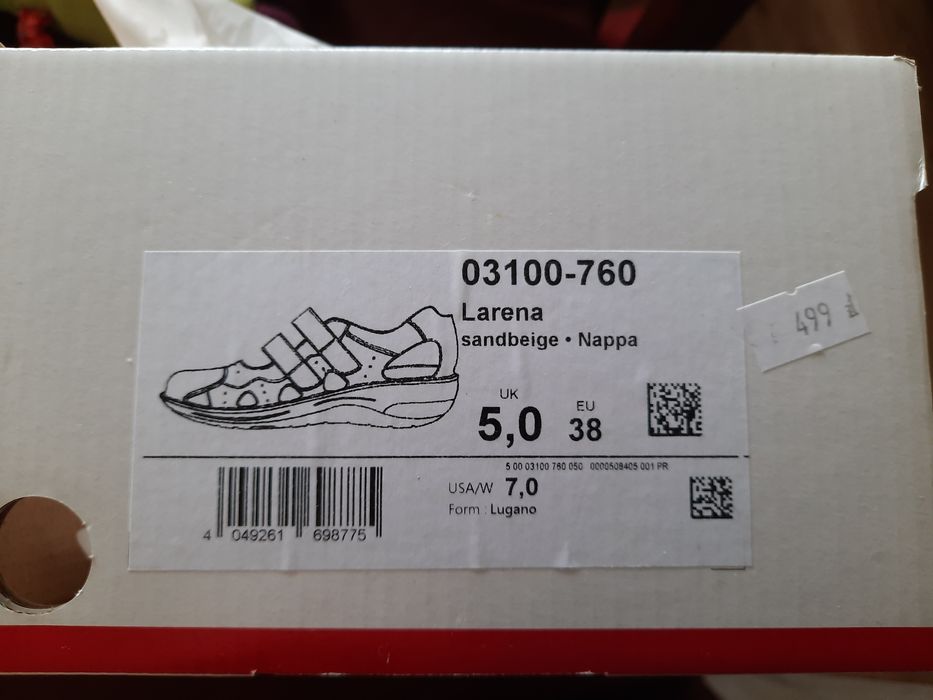 03100-760
Larena
sandbeige • Nappa
499 zł
UK
5,0
EU
38
5 00 03100 760 050 0000508405 001 PR
USA/W 7,0
Form : Lugano
4 049261 698775